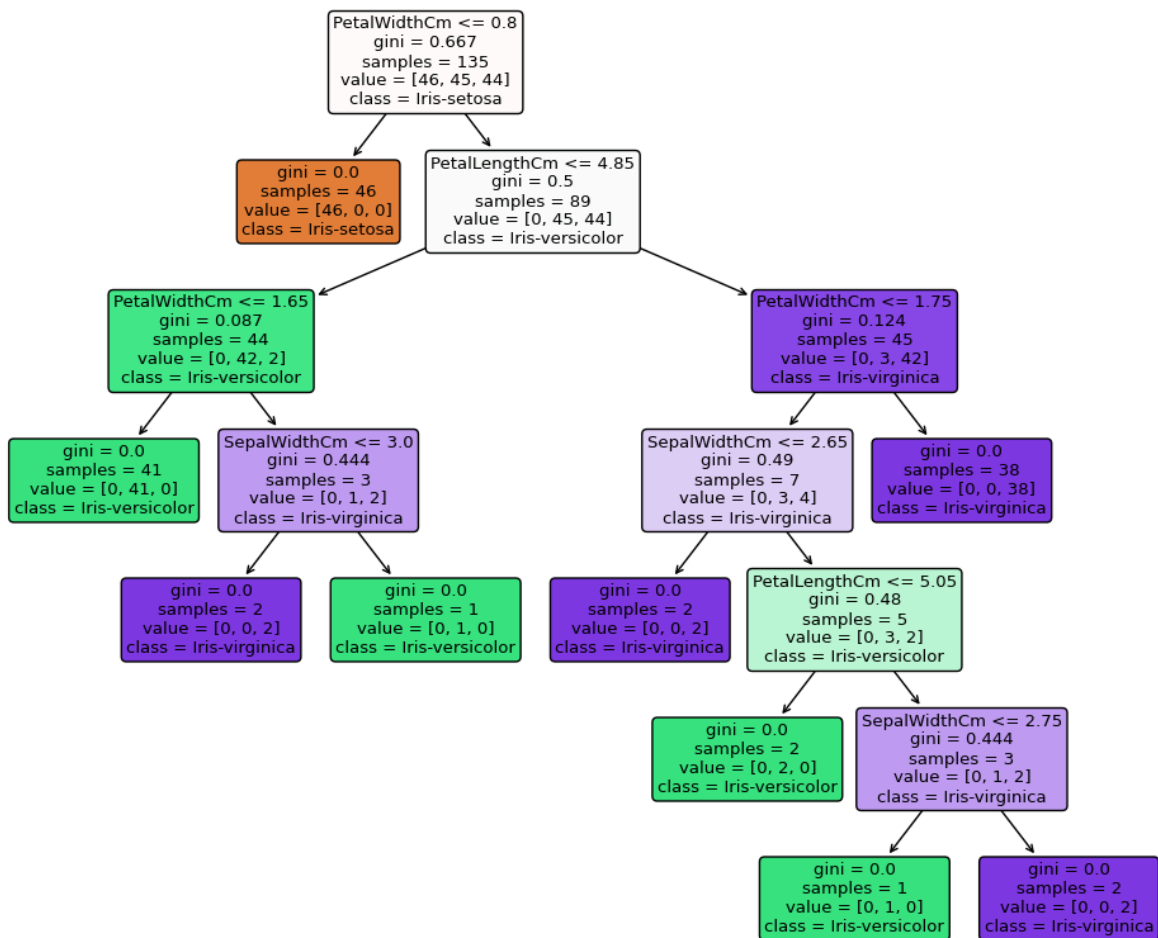 PetalWidthCm <= 0.8
gini = 0.667
samples = 135
value = [46, 45, 44]
class = Iris-setosa
gini = 0.0
samples = 46
value = [46, 0, 0]
class = Iris-setosa
PetalLengthCm <= 4.85
gini = 0.5
samples = 89
value = [0, 45, 44]
class = Iris-versicolor
PetalWidthCm <= 1.65
gini = 0.087
samples = 44
value = [0, 42, 2]
class = Iris-versicolor
PetalWidthCm <= 1.75
gini = 0.124
samples = 45
value = [0, 3, 42]
class = Iris-virginica
gini = 0.0
samples = 41
value = [0, 41, 0]
class = Iris-versicolor
SepalWidthCm <= 3.0
gini = 0.444
samples = 3
value = [0, 1, 2]
class = Iris-virginica
SepalWidthCm <= 2.65
gini = 0.49
samples = 7
value = [0, 3, 4]
class = Iris-virginica
gini = 0.0
samples = 38
value = [0, 0, 38]
class = Iris-virginica
gini = 0.0
samples = 2
value = [0, 0, 2]
class = Iris-virginica
gini = 0.0
samples = 1
value = [0, 1, 0]
class = Iris-versicolor
gini = 0.0
samples = 2
value = [0, 0, 2]
class = Iris-virginica
PetalLengthCm <= 5.05
gini = 0.48
samples = 5
value = [0, 3, 2]
class = Iris-versicolor
gini = 0.0
samples = 2
value = [0, 2, 0]
class = Iris-versicolor
SepalWidthCm <= 2.75
gini = 0.444
samples = 3
value = [0, 1, 2]
class = Iris-virginica
gini = 0.0
samples = 1
value = [0, 1, 0]
class = Iris-versicolor
gini = 0.0
samples = 2
value = [0, 0, 2]
class = Iris-virginica